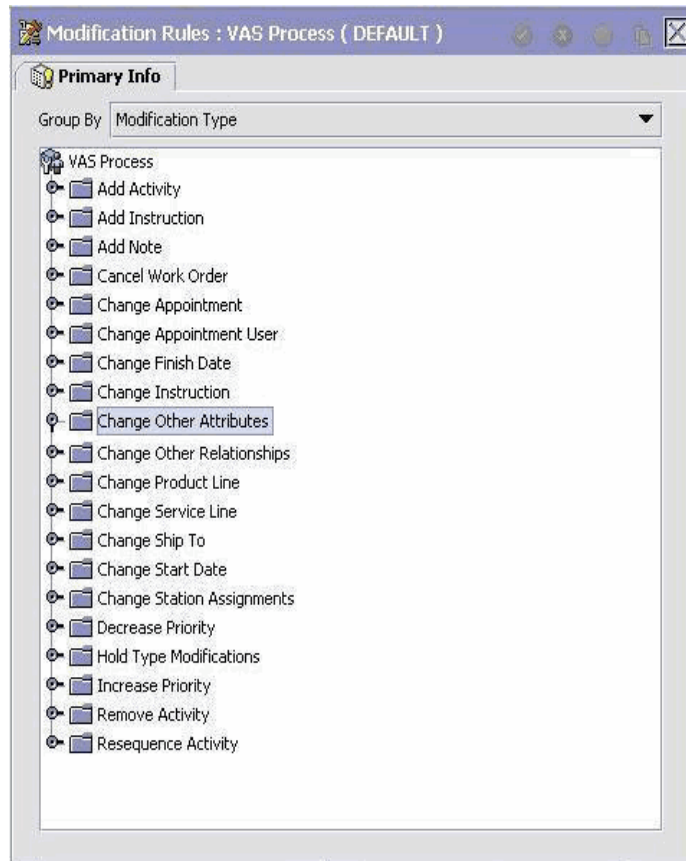 Modification Rules : VAS Process ( DEFAULT )
Primary Info
Group By Modification Type
VAS Process
Add Activity
Add Instruction
Add Note
Cancel Work Order
Change Appointment
Change Appointment User
Change Finish Date
Change Instruction
Change Other Attributes
Change Other Relationships
Change Product Line
Change Service Line
Change Ship To
Change Start Date
Change Station Assignments
Decrease Priority
Hold Type Modifications
Increase Priority
Remove Activity
Resequence Activity